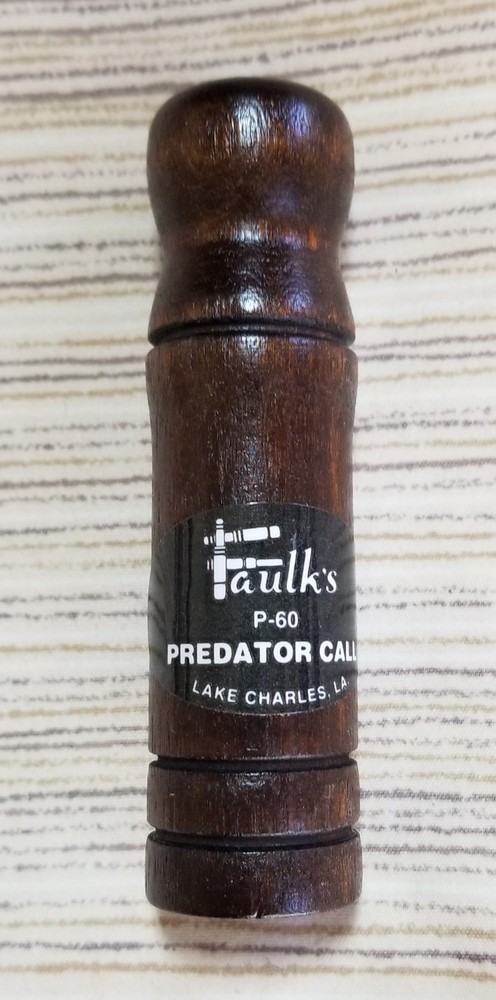 Faulk's
P-60
PREDATOR CALL
LAKE CHARLES, LA.